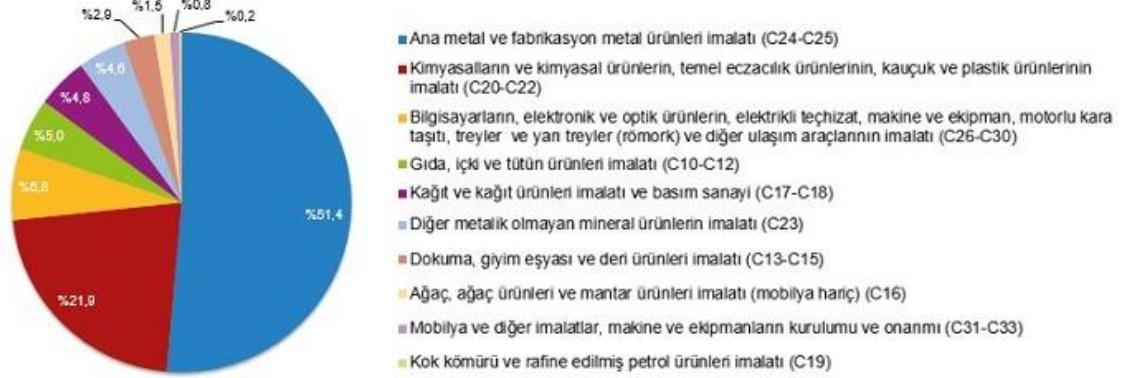 %2,9
%1,5
%0,8
%0,2
%4,6
%4,8
%5,0
%6,8
%21,9
%51,4
Ana metal ve fabrikasyon metal ürünleri imalatı (C24-C25)
Kimyasalların ve kimyasal ürünlerin, temel eczacılık ürünlerinin, kauçuk ve plastik ürünlerinin
imalatı (C20-C22)
Bilgisayarların, elektronik ve optik ürünlerin, elektrikli teçhizat, makine ve ekipman, motorlu kara
taşıtı, treyler ve yarı treyler (römork) ve diğer ulaşım araçlarının imalatı (C26-C30)
Gıda, içki ve tütün ürünleri imalatı (C10-C12)
Kağıt ve kağıt ürünleri imalatı ve basım sanayi (C17-C18)
Diğer metalik olmayan mineral ürünlerin imalatı (C23)
Dokuma, giyim eşyası ve deri ürünleri imalatı (C13-C15)
Ağaç, ağaç ürünleri ve mantar ürünleri imalatı (mobilya hariç) (C16)
Mobilya ve diğer imalatlar, makine ve ekipmanların kurulumu ve onarımı (C31-C33)
Kok kömürü ve rafine edilmiş petrol ürünleri imalatı (C19)